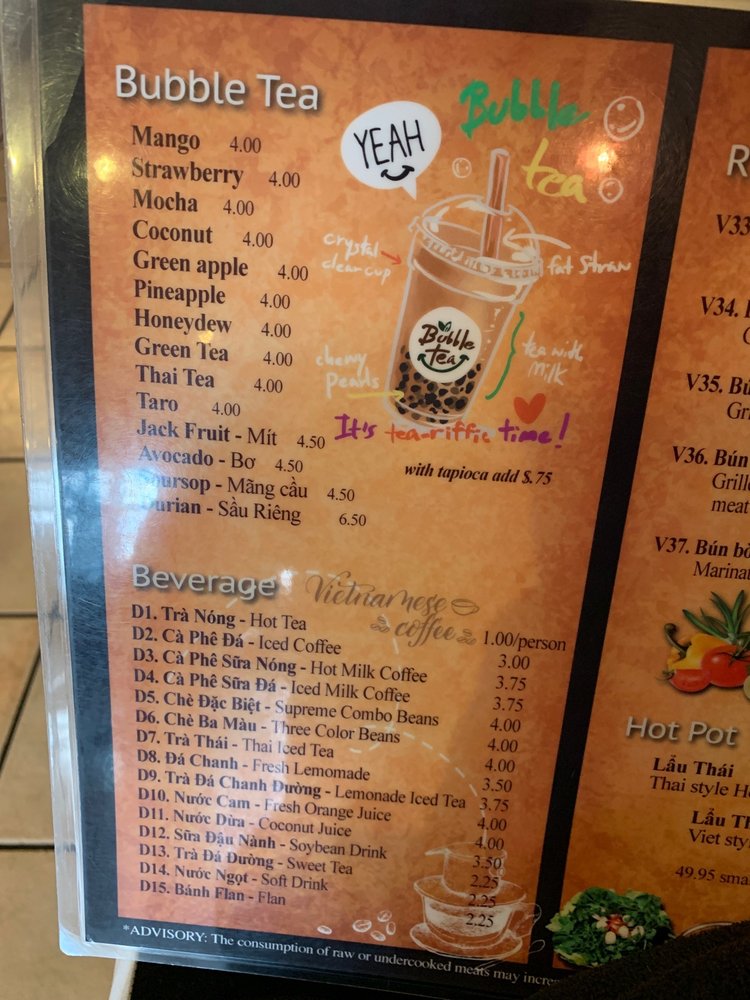 Bubble Tea
Mango 4.00
Strawberry 4.00
Mocha 4.00
Coconut 4.00
Green apple 4.00
Pineapple 4.00
Honeydew 4.00
Green Tea 4.00
Thai Tea 4.00
Taro 4.00
Jack Fruit - Mít 4.50
Avocado - Bơ 4.50
Soursop - Mãng cầu 4.50
Durian - Sầu Riêng 6.50
YEAH
Bubble
tea
crystal
clear cup
fat straw
Bubble
Tea
tea with
milk
chewy
pearls
It's tea-riffic time!
with tapioca add $.75
Beverage
Vietnamese
coffee
D1. Trà Nóng - Hot Tea 1.00/person
D2. Cà Phê Đá - Iced Coffee 3.00
D3. Cà Phê Sữa Nóng - Hot Milk Coffee 3.75
D4. Cà Phê Sữa Đá - Iced Milk Coffee 3.75
D5. Chè Đặc Biệt - Supreme Combo Beans 4.00
D6. Chè Ba Màu - Three Color Beans 4.00
D7. Trà Thái - Thai Iced Tea 4.00
D8. Đá Chanh - Fresh Lemomade 3.50
D9. Trà Đá Chanh Đường - Lemonade Iced Tea 3.75
D10. Nước Cam - Fresh Orange Juice 4.00
D11. Nước Dừa - Coconut Juice 4.00
D12. Sữa Đậu Nành - Soybean Drink 3.50
D13. Trà Đá Đường - Sweet Tea 2.25
D14. Nước Ngọt - Soft Drink 2.25
D15. Bánh Flan - Flan 2.25
*ADVISORY: The consumption of raw or undercooked meats may incre
R
V33
V34.
V35. Bú
Gri
V36. Bún
Grille
meat
V37. Bún bò
Marinat
Hot Pot
Lẩu Thái
Thai style H
Lẩu Th
Viet sty
49.95 sma